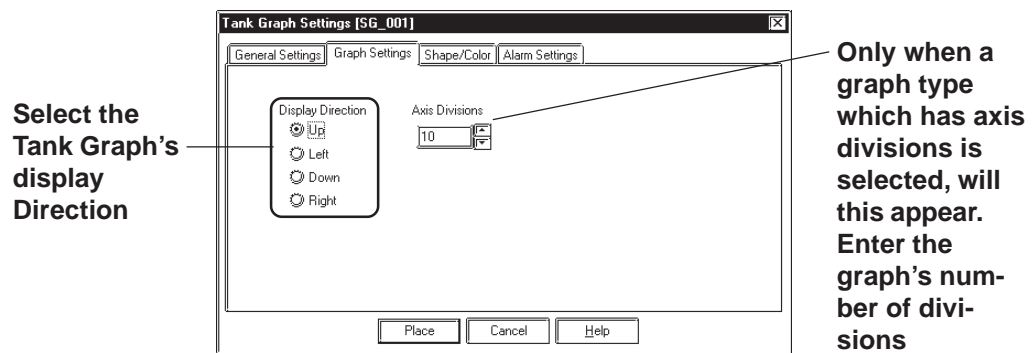 Tank Graph Settings [SG_001]
General Settings Graph Settings Shape/Color Alarm Settings
Select the
Tank Graph’s
display
Direction
Display Direction
Up
Left
Down
Right
Axis Divisions
10
Only when a
graph type
which has axis
divisions is
selected, will
this appear.
Enter the
graph’s num-
ber of divi-
sions
Place Cancel Help